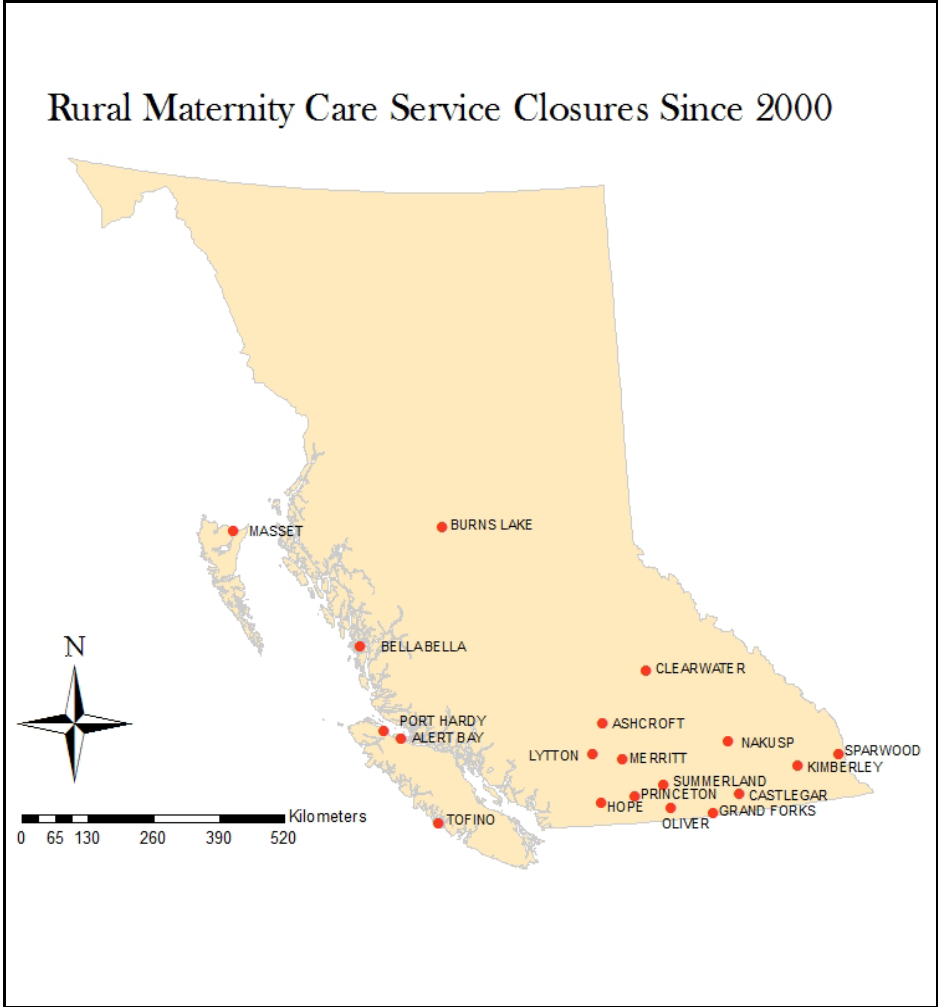 Rural Maternity Care Service Closures Since 2000
MASSET
BURNS LAKE
BELLABELLA
N
CLEARWATER
PORT HARDY
ASHCROFT
ALERT BAY
NAKUSP
SPARWOOD
LYTTON
MERRITT
KIMBERLEY
SUMMERLAND
PRINCETON
CASTLEGAR
HOPE
GRAND FORKS
OLIVER
TOFINO
Kilometers
0 65 130 260 390 520